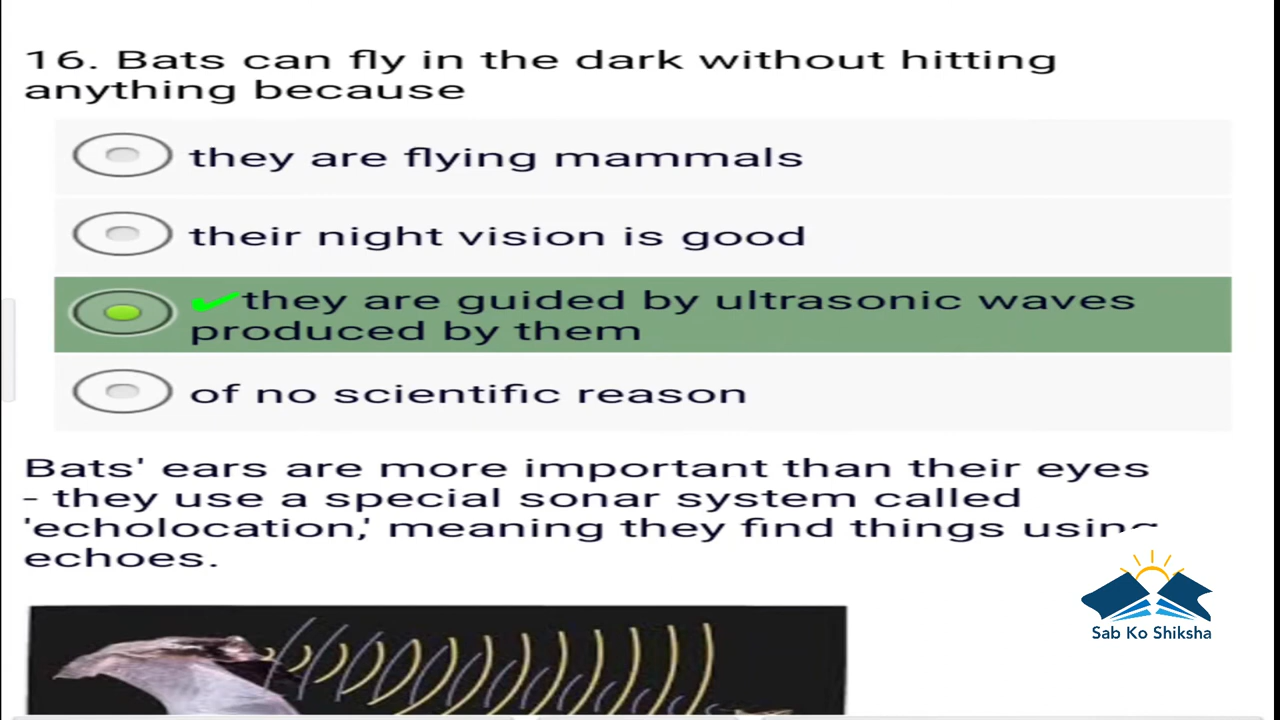 16. Bats can fly in the dark without hitting
anything because
they are flying mammals
their night vision is good
✔they are guided by ultrasonic waves
produced by them
of no scientific reason
Bats' ears are more important than their eyes
- they use a special sonar system called
'echolocation,' meaning they find things using
echoes.
Sab Ko Shiksha